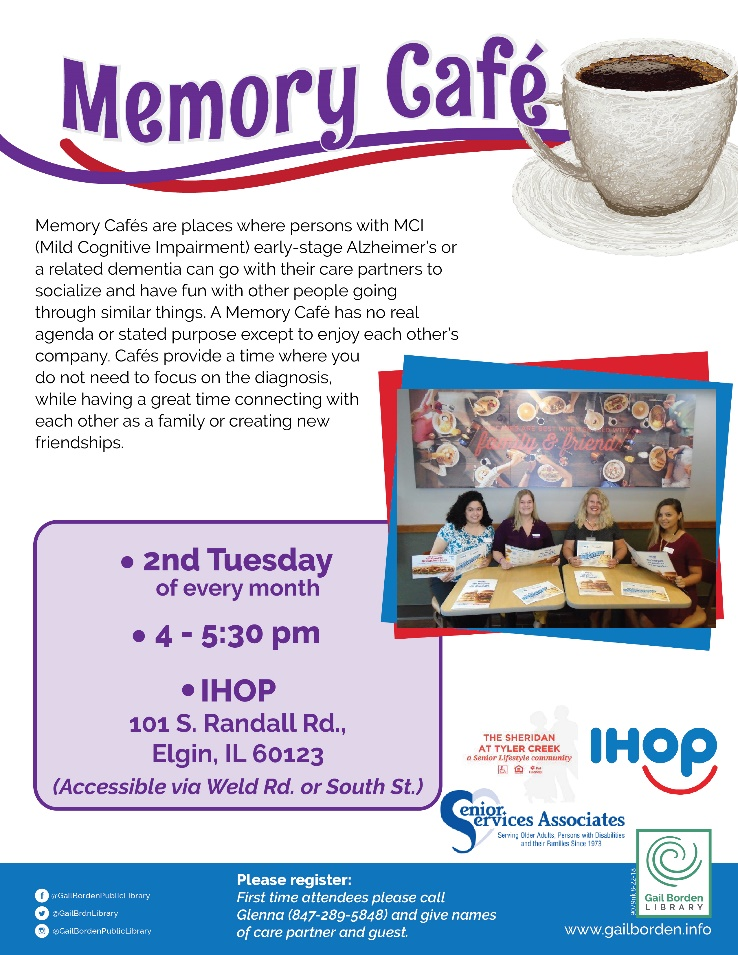 Memory Café
Memory Cafés are places where persons with MCI
(Mild Cognitive Impairment) early-stage Alzheimer's or
a related dementia can go with their care partners to
socialize and have fun with other people going
through similar things. A Memory Café has no real
agenda or stated purpose except to enjoy each other's
company. Cafés provide a time where you
do not need to focus on the diagnosis,
while having a great time connecting with
each other as a family or creating new
friendships.
family & friends
• 2nd Tuesday
of every month
• 4 - 5:30 pm
• IHOP
101 S. Randall Rd.,
Elgin, IL 60123
(Accessible via Weld Rd. or South St.)
THE SHERIDAN
AT TYLER CREEK
a Senior Lifestyle community
IHOP
Senior Services Associates
Serving Older Adults, Persons with Disabilities
and their Families Since 1973
@GailBordenPublicLibrary
@GailBrdnLibrary
@GailBordenPublicLibrary
Please register:
First time attendees please call
Glenna (847-289-5848) and give names
of care partner and guest.
Gail Borden
LIBRARY
www.gailborden.info